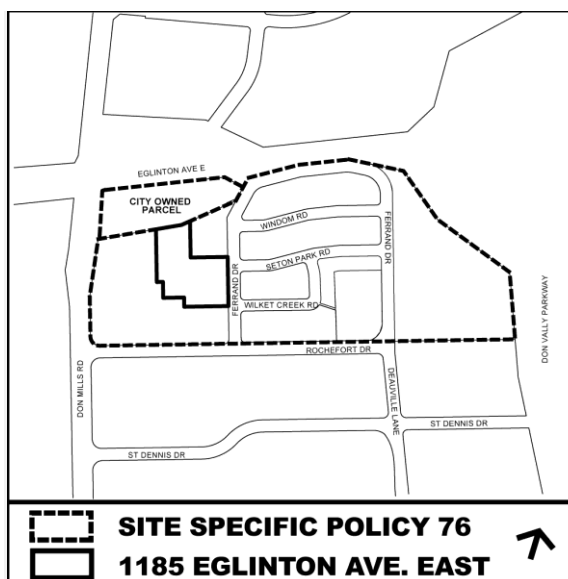 EGLINTON AVE E
CITY OWNED
PARCEL
WINDOM RD
FERRAND DR
SETON PARK RD
FERRAND DR
WILKET CREEK RD
DON VALLY PARKWAY
ROCHEFORT DR
DON MILLS RD
DEAUVILLE LANE
ST DENNIS DR
ST DENNIS DR
SITE SPECIFIC POLICY 76
1185 EGLINTON AVE. EAST